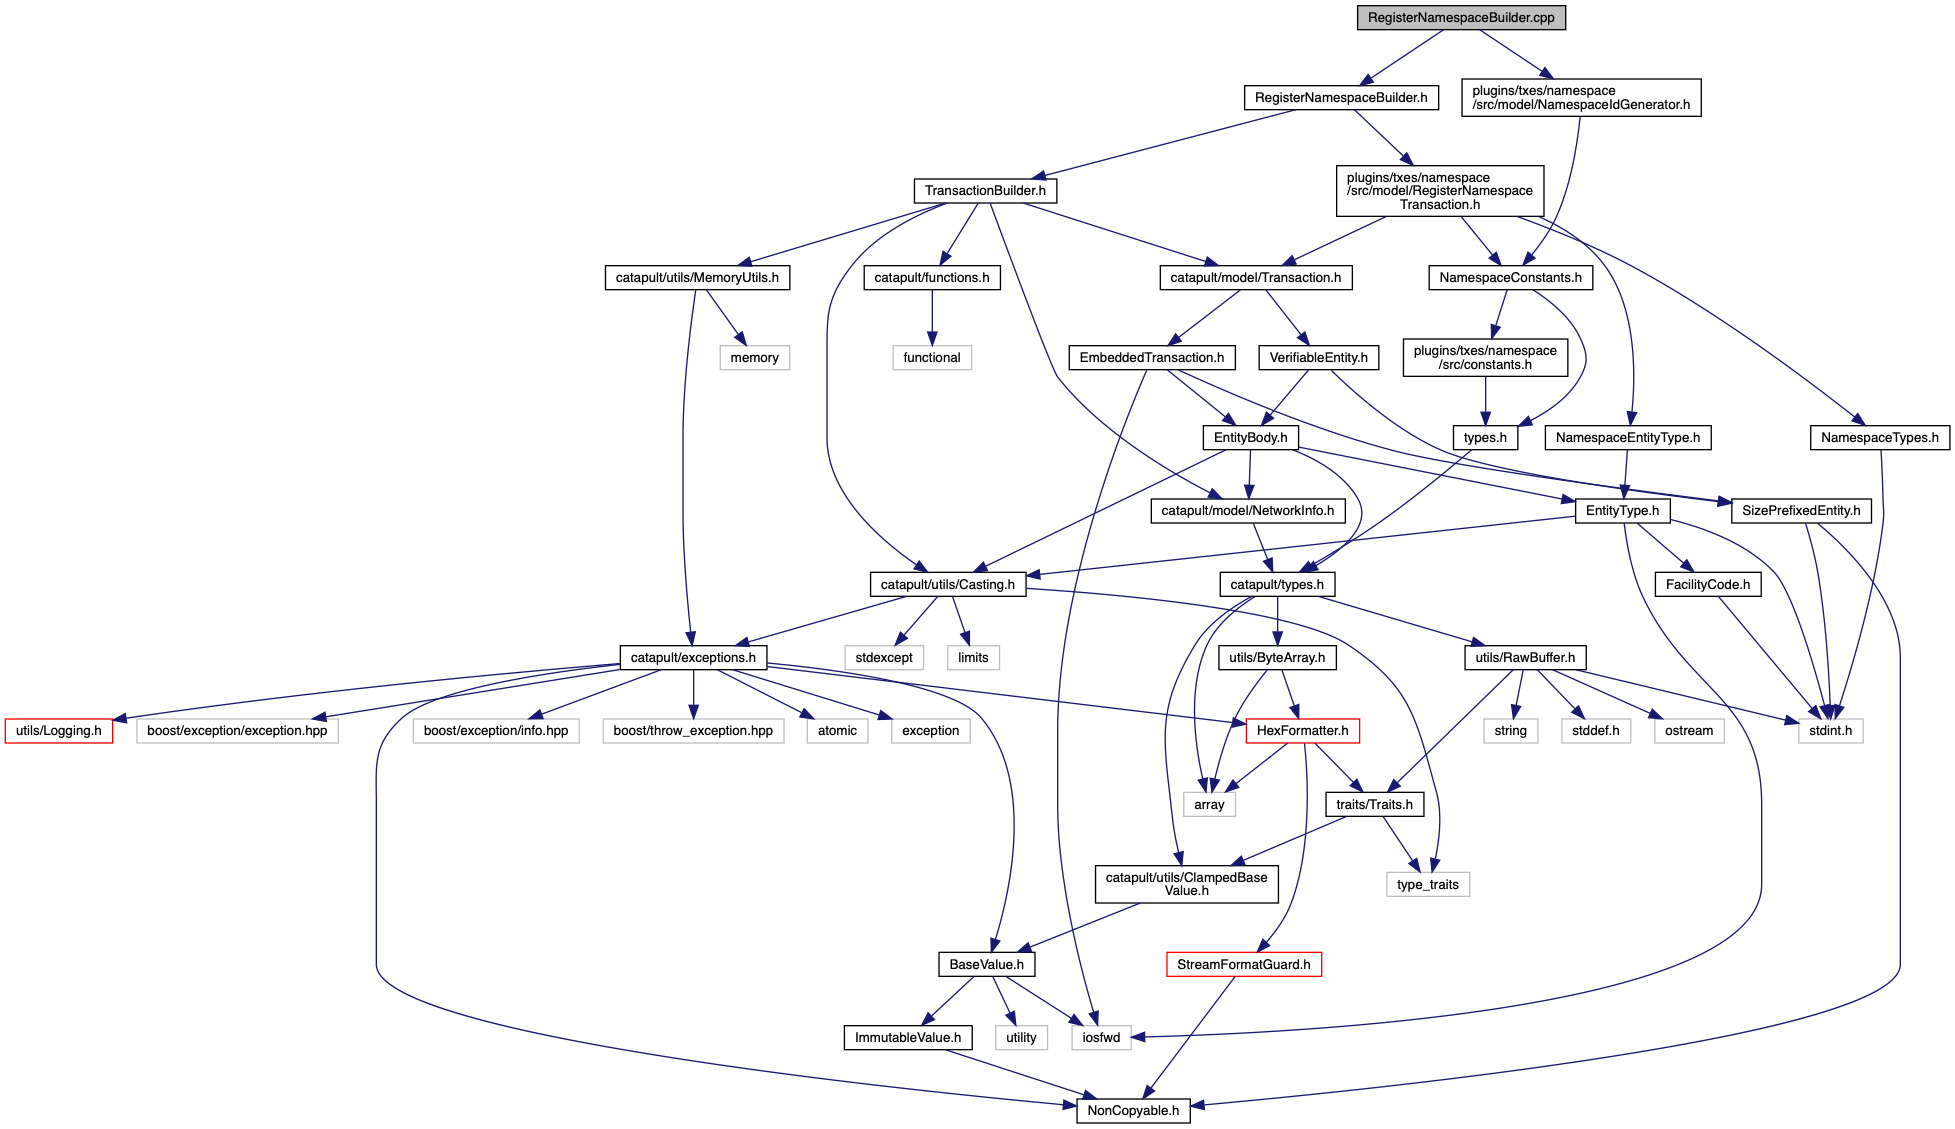 RegisterNamespaceBuilder.cpp
RegisterNamespaceBuilder.h
plugins/txes/namespace
/src/model/NamespaceIdGenerator.h
TransactionBuilder.h
plugins/txes/namespace
/src/model/RegisterNamespace
Transaction.h
catapult/utils/MemoryUtils.h
catapult/functions.h
catapult/model/Transaction.h
NamespaceConstants.h
memory
functional
EmbeddedTransaction.h
VerifiableEntity.h
plugins/txes/namespace
/src/constants.h
EntityBody.h
types.h
NamespaceEntityType.h
NamespaceTypes.h
catapult/model/NetworkInfo.h
EntityType.h
SizePrefixedEntity.h
catapult/utils/Casting.h
catapult/types.h
FacilityCode.h
catapult/exceptions.h
stdexcept
limits
utils/ByteArray.h
utils/RawBuffer.h
utils/Logging.h
boost/exception/exception.hpp
boost/exception/info.hpp
boost/throw_exception.hpp
atomic
exception
HexFormatter.h
string
stddef.h
ostream
stdint.h
array
traits/Traits.h
catapult/utils/ClampedBase
Value.h
type_traits
BaseValue.h
StreamFormatGuard.h
ImmutableValue.h
utility
iosfwd
NonCopyable.h